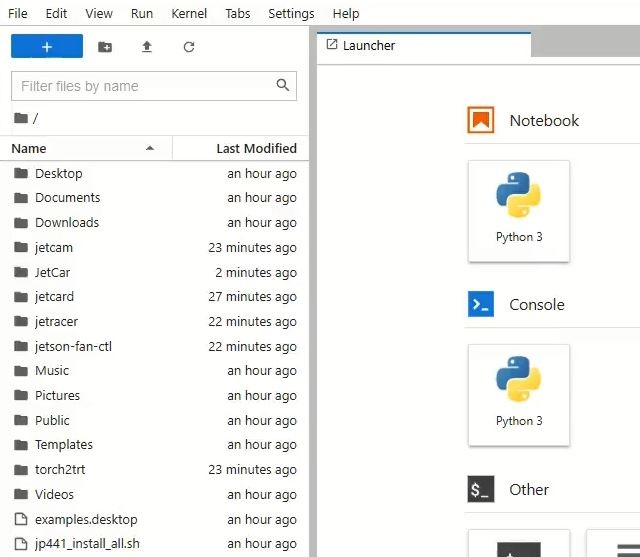 File Edit View Run Kernel Tabs Settings Help
+
Launcher
Filter files by name
/
Name Last Modified
Desktop an hour ago
Documents an hour ago
Downloads an hour ago
jetcam 23 minutes ago
JetCar 2 minutes ago
jetcard 27 minutes ago
jetracer 22 minutes ago
jetson-fan-ctl 22 minutes ago
Music an hour ago
Pictures an hour ago
Public an hour ago
Templates an hour ago
torch2trt 23 minutes ago
Videos an hour ago
examples.desktop an hour ago
jp441_install_all.sh an hour ago
Notebook
Python 3
Console
Python 3
$_ Other